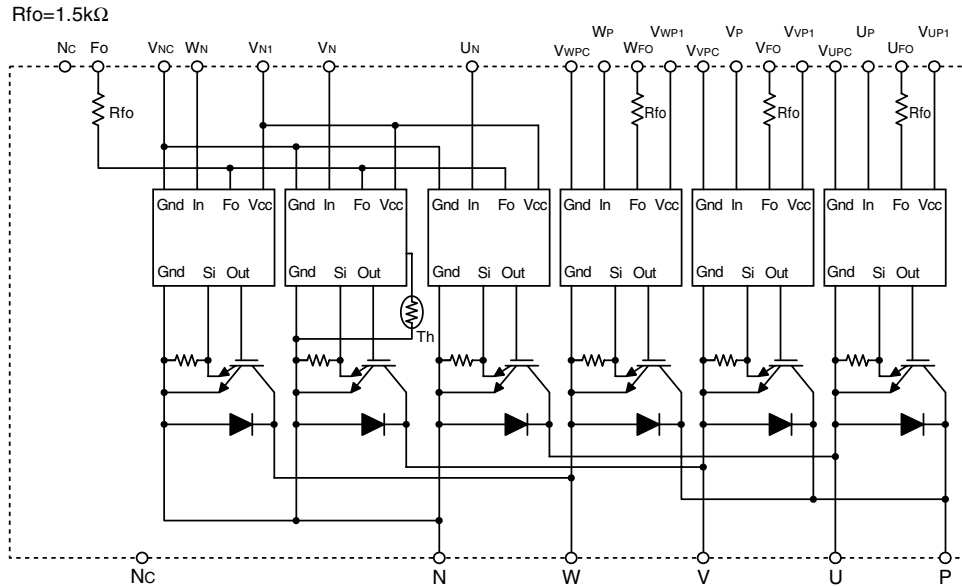 Rfo=1.5kΩ
NC FO VNC WN VN1 VN UN VWPC WP WFO VWP1 VVPC VP VFO VVP1 VUPC UP UFO VUP1
Rfo Rfo Rfo Rfo
Gnd In Fo Vcc Gnd In Fo Vcc Gnd In Fo Vcc Gnd In Fo Vcc Gnd In Fo Vcc Gnd In Fo Vcc
Gnd Si Out Gnd Si Out Gnd Si Out Gnd Si Out Gnd Si Out Gnd Si Out
Th
NC N W V U P